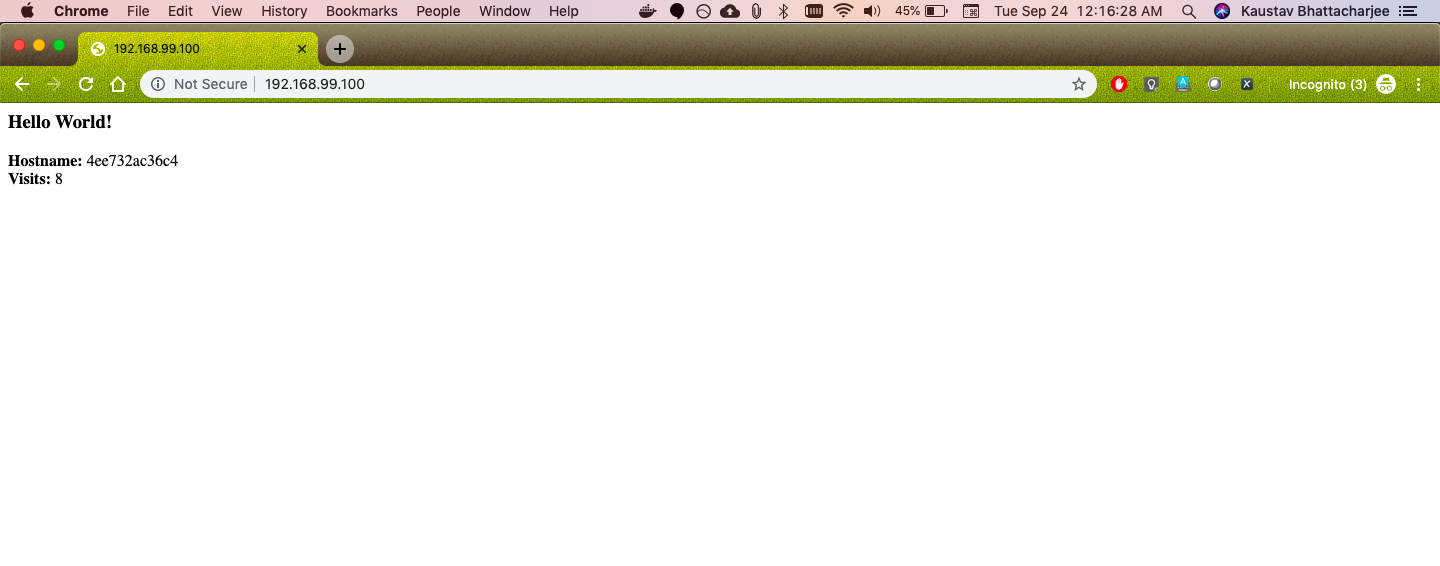 Chrome File Edit View History Bookmarks People Window Help 45% Tue Sep 24 12:16:28 AM Kaustav Bhattacharjee
192.168.99.100
Not Secure 192.168.99.100 Incognito (3)
Hello World!
Hostname: 4ee732ac36c4
Visits: 8